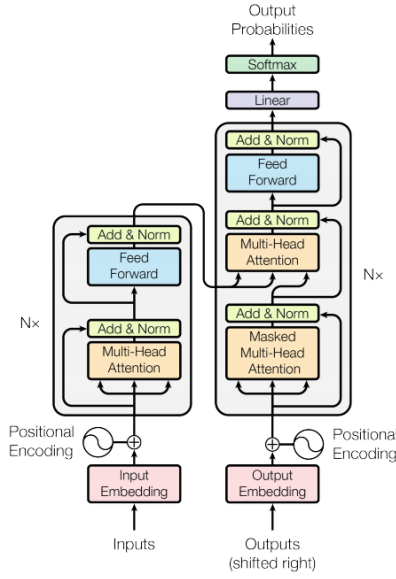 Output
Probabilities
Softmax
Linear
Add & Norm
Feed
Forward
Add & Norm
Multi-Head
Attention
Add & Norm
Masked
Multi-Head
Attention
N×
Add & Norm
Feed
Forward
N×
Add & Norm
Multi-Head
Attention
Positional
Encoding
Positional
Encoding
Input
Embedding
Output
Embedding
Inputs
Outputs
(shifted right)